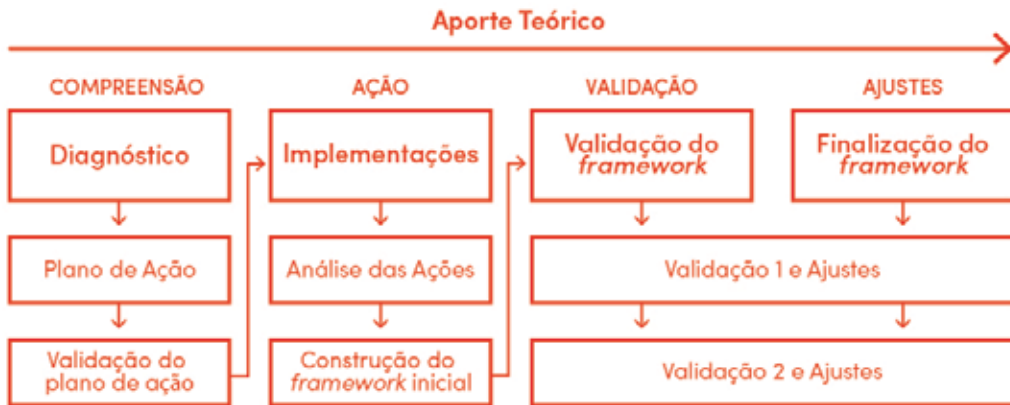 Aporte Teórico
COMPREENSÃO
AÇÃO
VALIDAÇÃO
AJUSTES
Diagnóstico
Implementações
Validação do
framework
Finalização do
framework
Plano de Ação
Análise das Ações
Validação 1 e Ajustes
Validação do
plano de ação
Construção do
framework inicial
Validação 2 e Ajustes